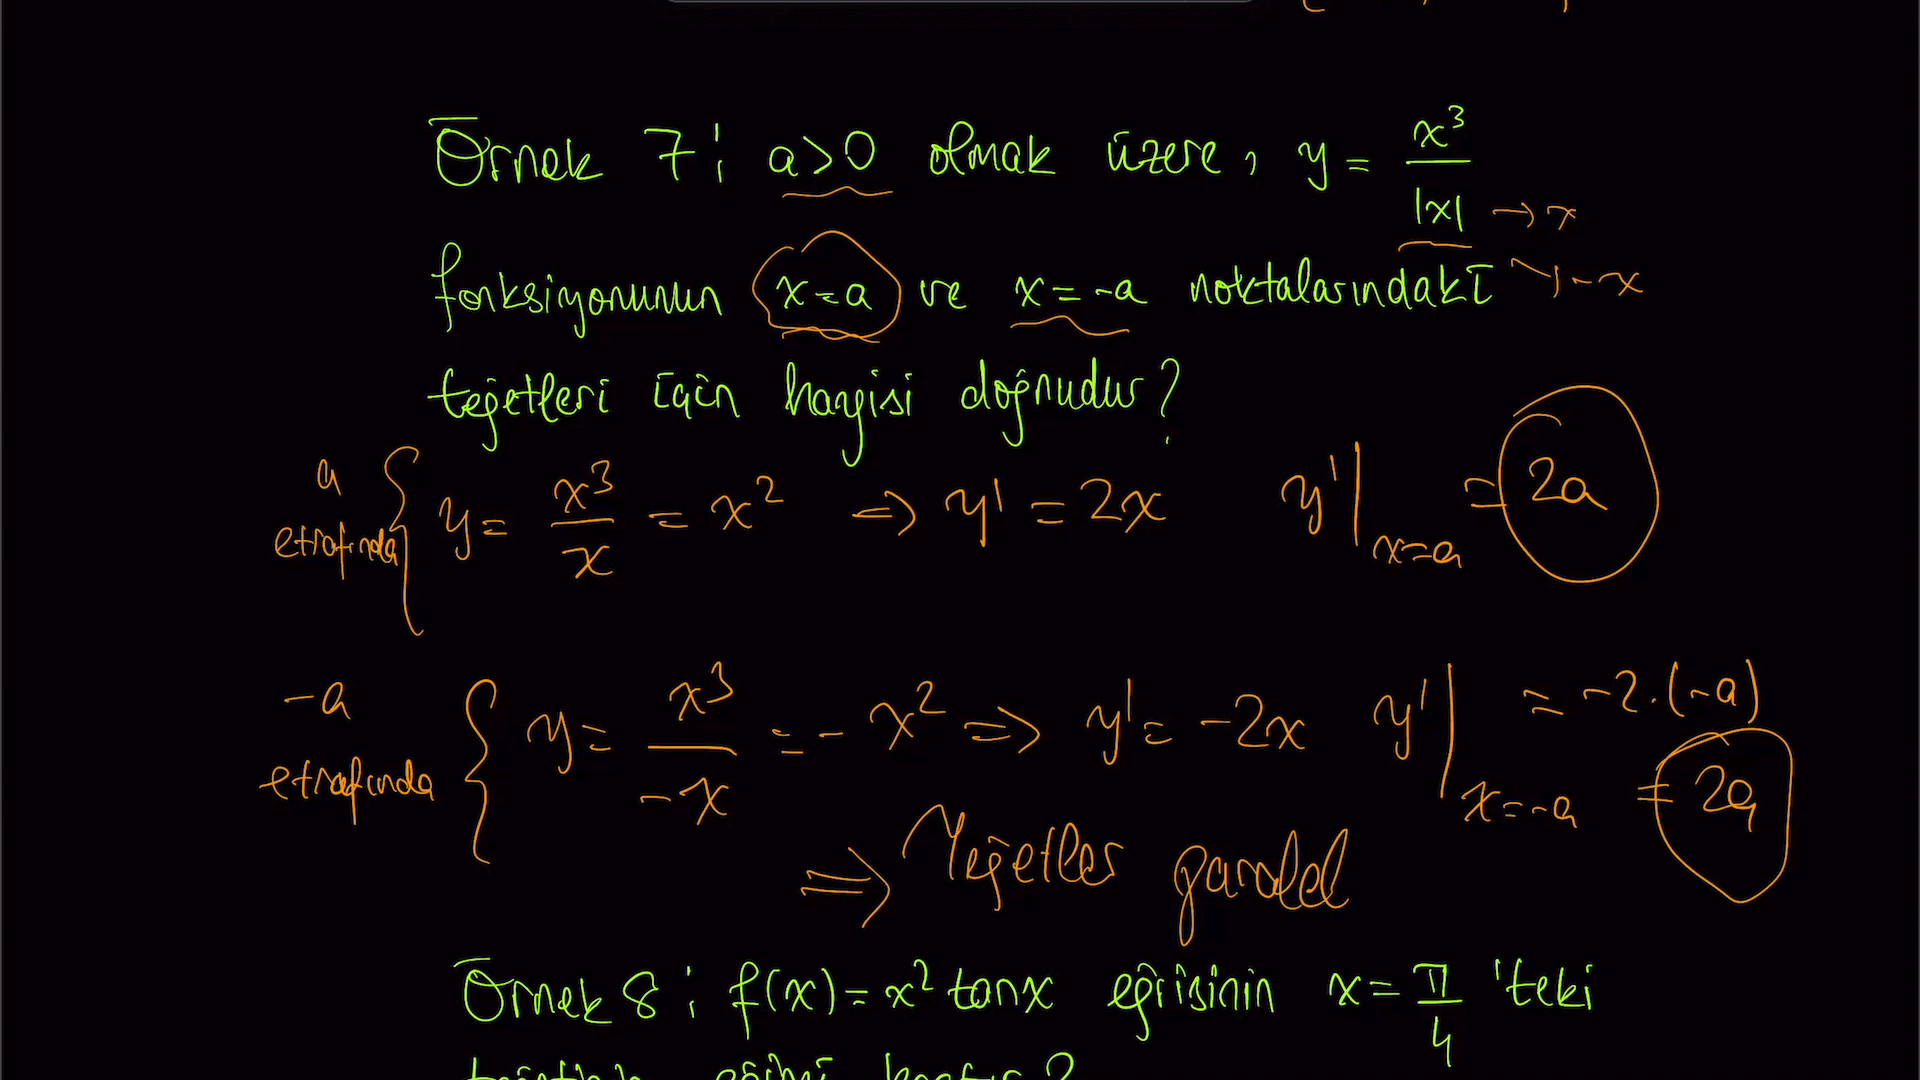 Örnek 7: a>0 olmak üzere, y = x³/|x| → x
fonksiyonunun x=a ve x=-a noktalarındaki → -x
teğetleri için hangisi doğrudur?
a etrafında { y = x³/x = x² ⇒ y' = 2x y'|x=a = 2a
-a etrafında { y = x³/-x = -x² ⇒ y' = -2x y'|x=-a = -2.(-a)
= 2a
⇒ Teğetler paralel
Örnek 8: f(x)=x² tanx eğrisinin x=π/4 'teki